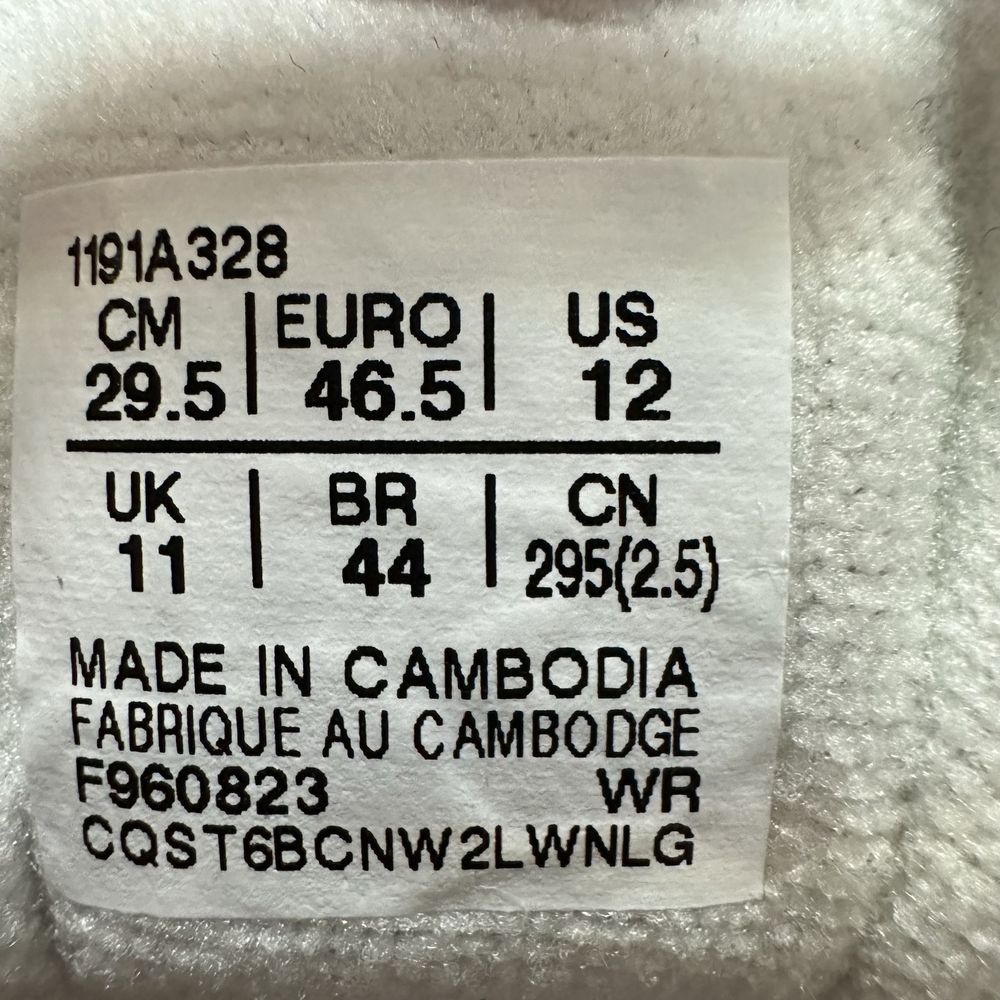 1191A328
CM EURO US
29.5 46.5 12
UK BR CN
11 44 295(2.5)
MADE IN CAMBODIA
FABRIQUE AU CAMBODGE
F960823 WR
CQST6BCNW2LWNLG